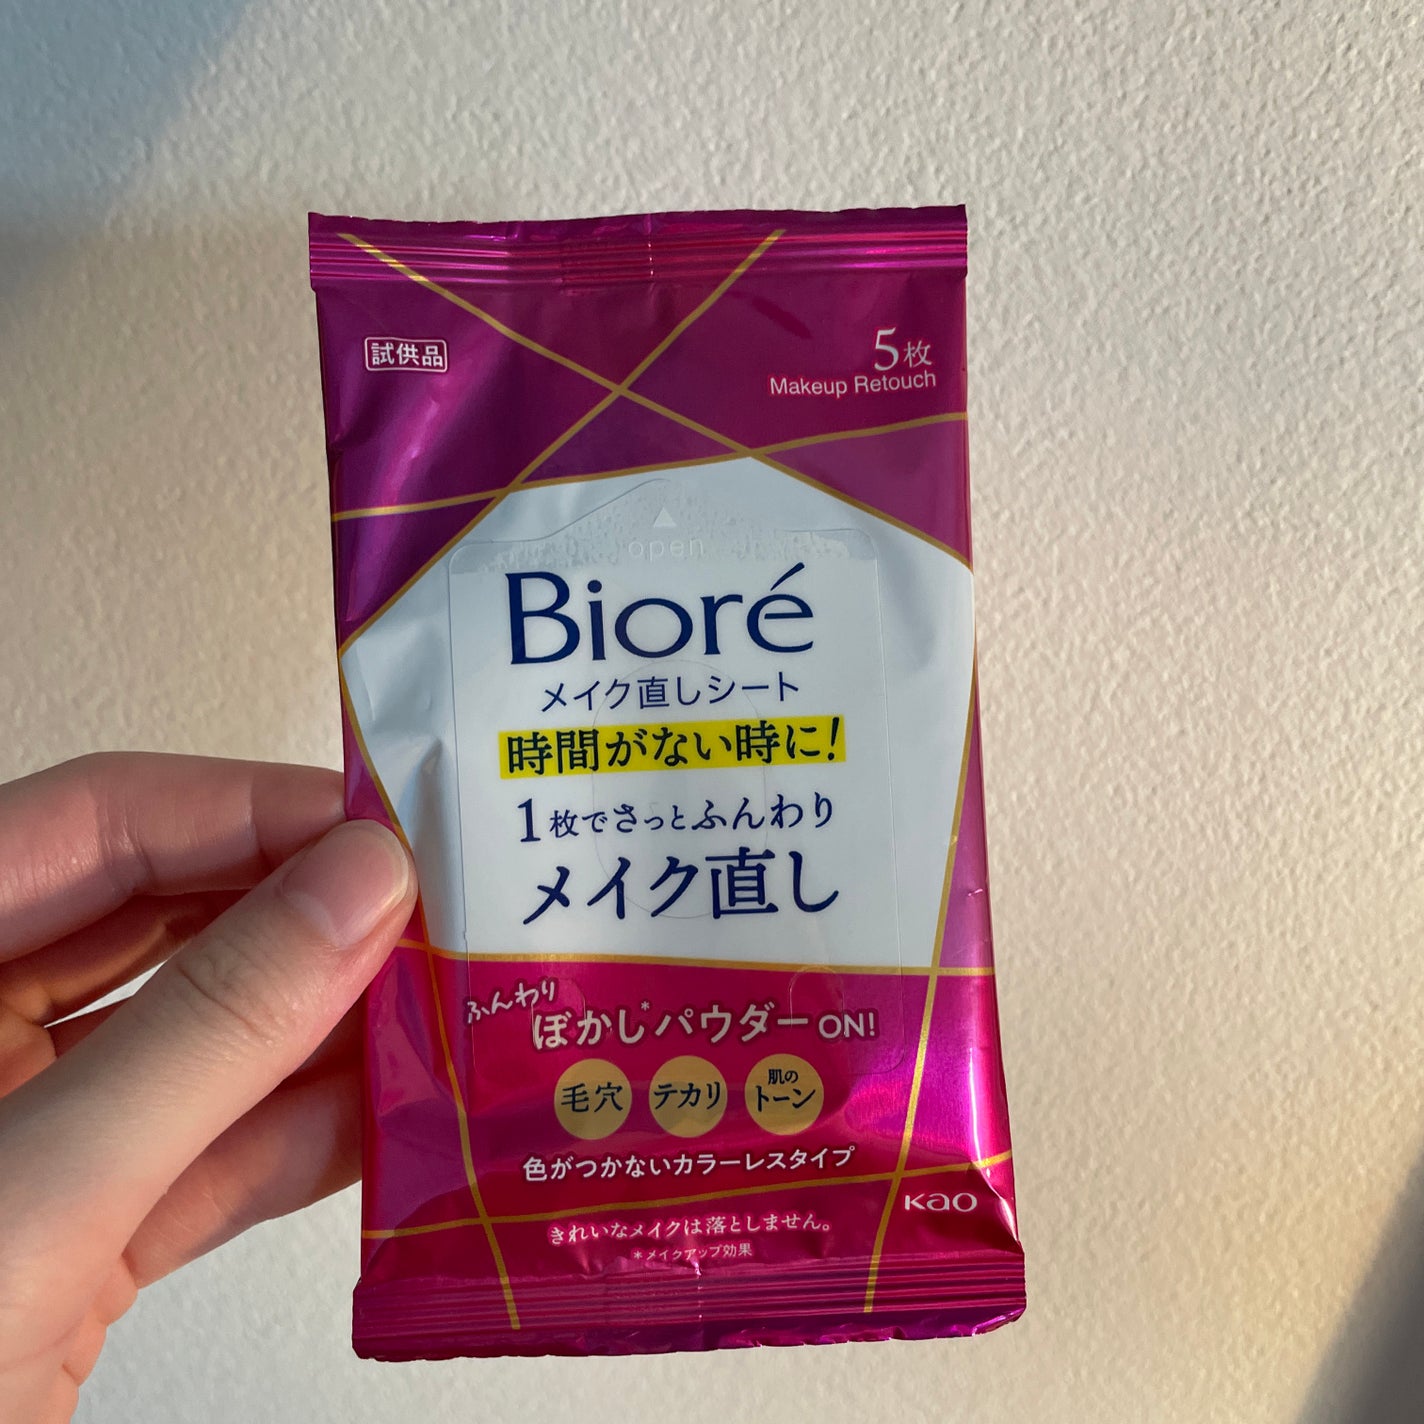 試供品
5枚
Makeup Retouch
open
Bioré
メイク直しシート
時間がない時に!
1枚でさっとふんわり
メイク直し
ふんわり
ぼかし*パウダーON!
毛穴
テカリ
肌の
トーン
色がつかないカラーレスタイプ
Kao
きれいなメイクは落としません。
*メイクアップ効果